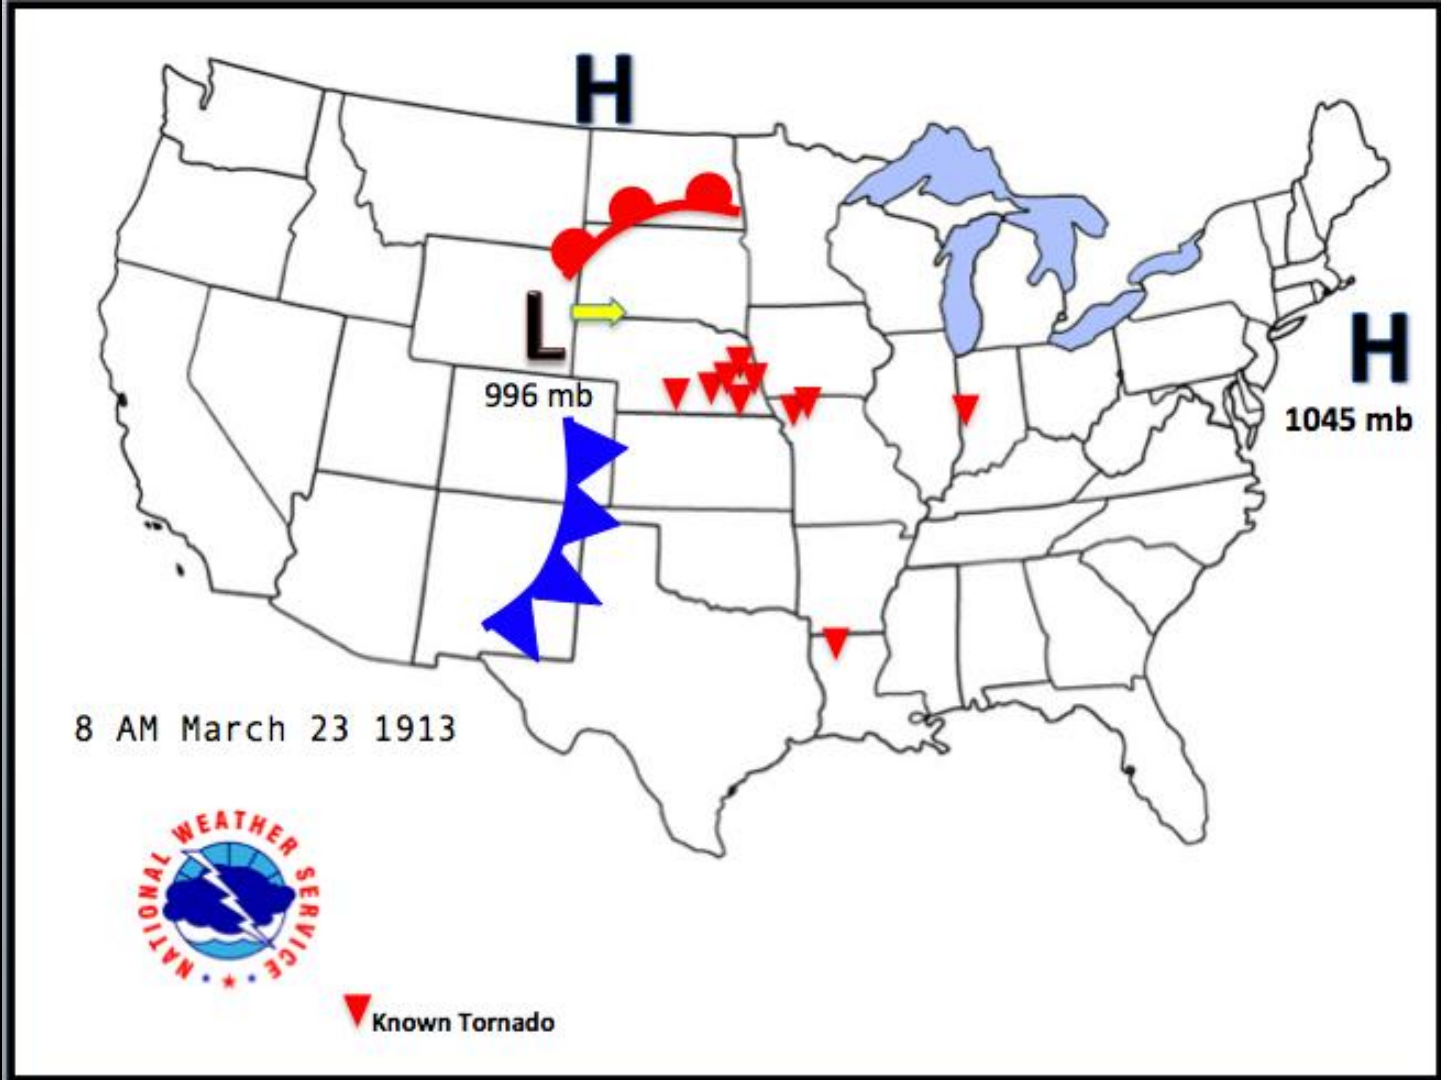 H
L
996 mb
H
1045 mb
8 AM March 23 1913
NATIONAL WEATHER SERVICE
Known Tornado